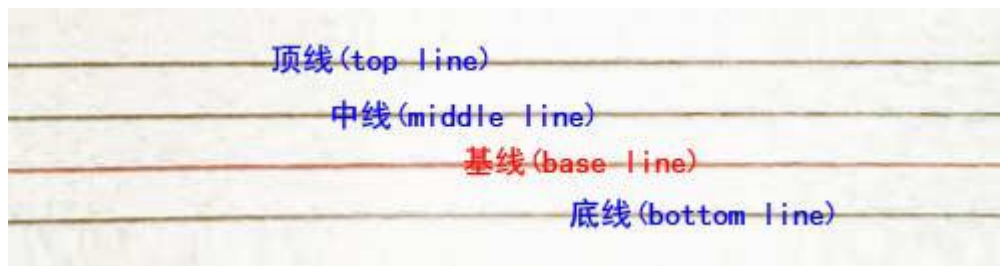 顶线(top line)
中线(middle line)
基线(base line)
底线(bottom line)